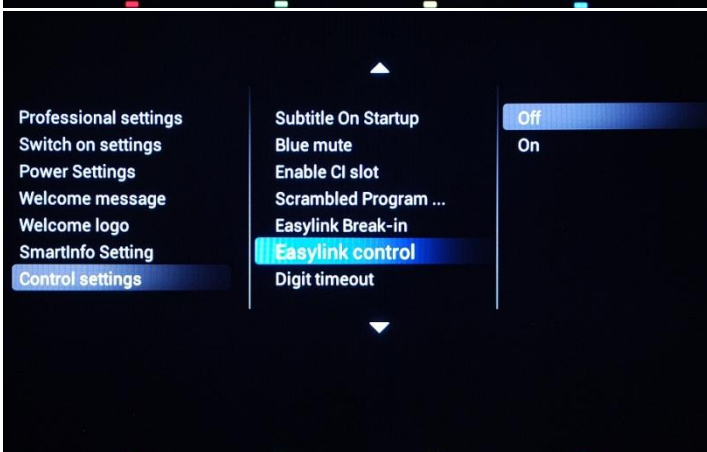 Professional settings
Switch on settings
Power Settings
Welcome message
Welcome logo
SmartInfo Setting
Control settings
Subtitle On Startup
Blue mute
Enable CI slot
Scrambled Program ...
Easylink Break-in
Easylink control
Digit timeout
Off
On